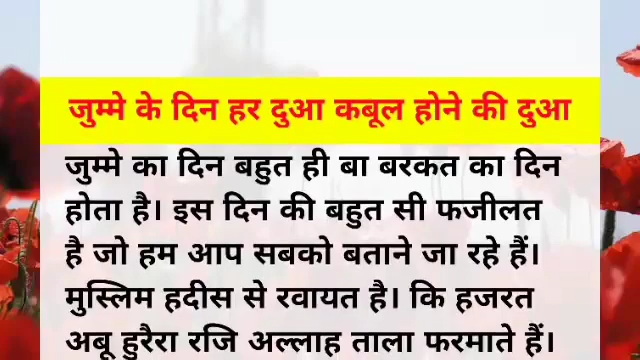 जुम्मे के दिन हर दुआ कबूल होने की दुआ
जुम्मे का दिन बहुत ही बा बरकत का दिन
होता है। इस दिन की बहुत सी फजीलत
है जो हम आप सबको बताने जा रहे हैं।
मुस्लिम हदीस से रवायत है। कि हजरत
अबू हुरैरा रजि अल्लाह ताला फरमाते हैं।